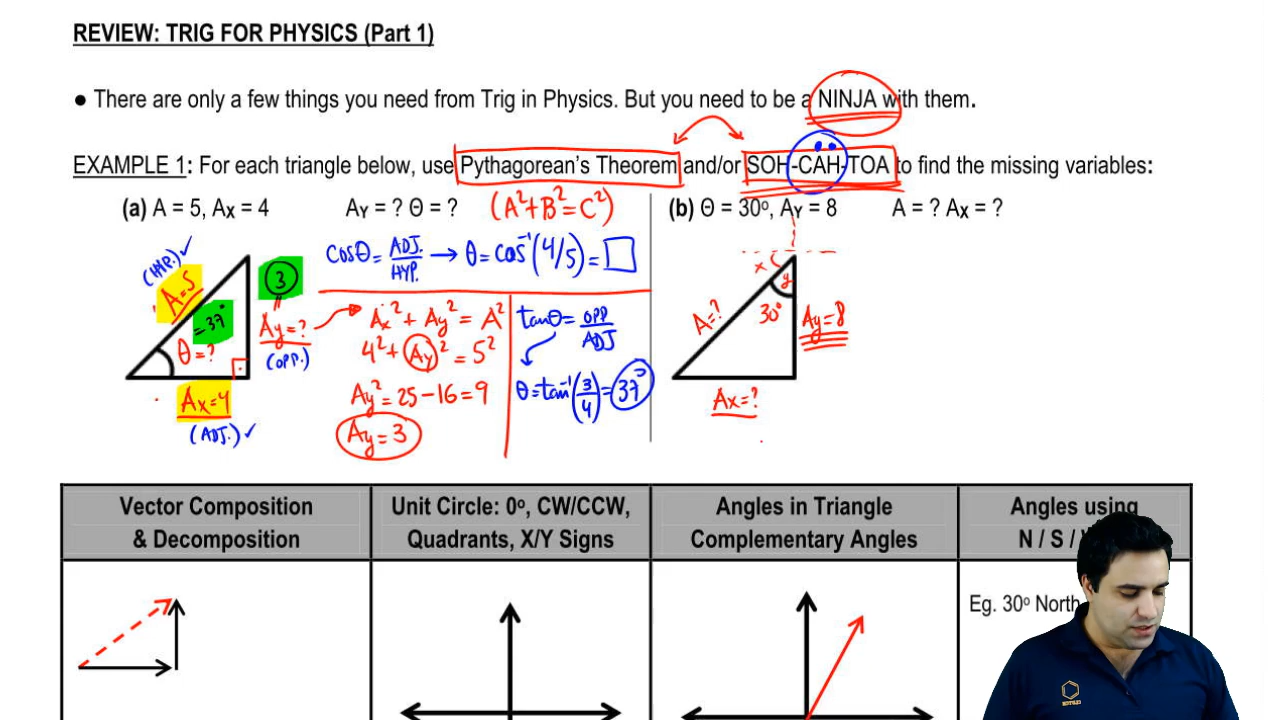 REVIEW: TRIG FOR PHYSICS (Part 1)
● There are only a few things you need from Trig in Physics. But you need to be a NINJA with them.
EXAMPLE 1: For each triangle below, use Pythagorean's Theorem and/or SOH-CAH-TOA to find the missing variables:
(a) A = 5, Aₓ = 4 Aʏ = ? Θ = ? (A²+B²=C²)
(HYP.) ✓
A=5
=37°
θ=?
3
=
Ay=?
(OPP.)
Ax=4
(ADJ.) ✓
cosθ = ADJ./HYP. → θ = cos⁻¹(4/5) = □
Ax² + Ay² = A²
4² + Ay² = 5²
Ay² = 25 - 16 = 9
Ay = 3
tanθ = OPP/ADJ
θ = tan⁻¹(3/4) = 37°
(b) Θ = 30º, Aʏ = 8 A = ? Aₓ = ?
x
y
30°
A=?
Ay=8
Ax=?
Vector Composition
& Decomposition
Unit Circle: 0º, CW/CCW,
Quadrants, X/Y Signs
Angles in Triangle
Complementary Angles
Angles using
N / S /
Eg. 30º North